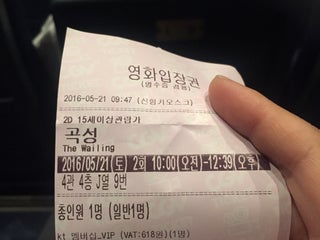 영화입장권
(영수증 겸용)
2016-05-21 09:47 (신형키오스크)
2D 15세이상관람가
곡성
The Wailing
2016/05/21(토) 2회 10:00(오전)-12:39(오후)
4관 4층 J열 9번
총인원 1명 (일반1명)
kt 멤버십_VIP (VAT:618원)(1명)